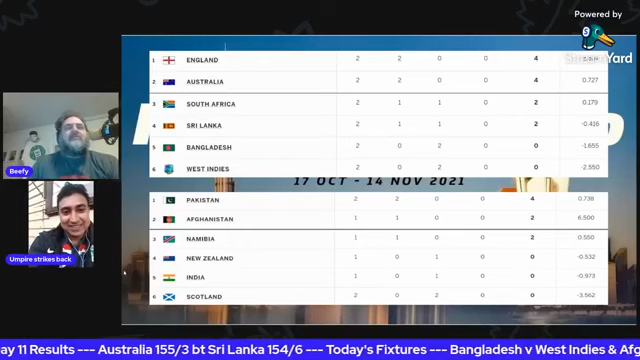 Powered by
StreamYard
1 ENGLAND 2 2 0 0 4
2 AUSTRALIA 2 2 0 0 4 0.727
3 SOUTH AFRICA 2 1 1 0 2 0.179
4 SRI LANKA 2 1 1 0 2 -0.416
5 BANGLADESH 2 0 2 0 0 -1.655
6 WEST INDIES 2 0 2 0 0 -2.550
17 OCT - 14 NOV 2021
1 PAKISTAN 2 2 0 0 4 0.738
2 AFGHANISTAN 1 1 0 0 2 6.500
3 NAMIBIA 1 1 0 0 2 0.550
4 NEW ZEALAND 1 0 1 0 0 -0.532
5 INDIA 1 0 1 0 0 -0.973
6 SCOTLAND 2 0 2 0 0 -3.562
Beefy
Umpire strikes back
ay 11 Results --- Australia 155/3 bt Sri Lanka 154/6 --- Today's Fixtures --- Bangladesh v West Indies & Afg